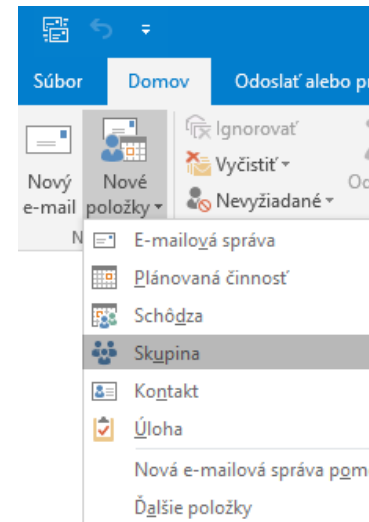 Súbor Domov Odoslať alebo
Ignorovať
Vyčistiť
Nevyžiadané
Nový
e-mail
Nové
položky
E-mailová správa
Plánovaná činnosť
Schôdza
Skupina
Kontakt
Úloha
Nová e-mailová správa
Ďalšie položky